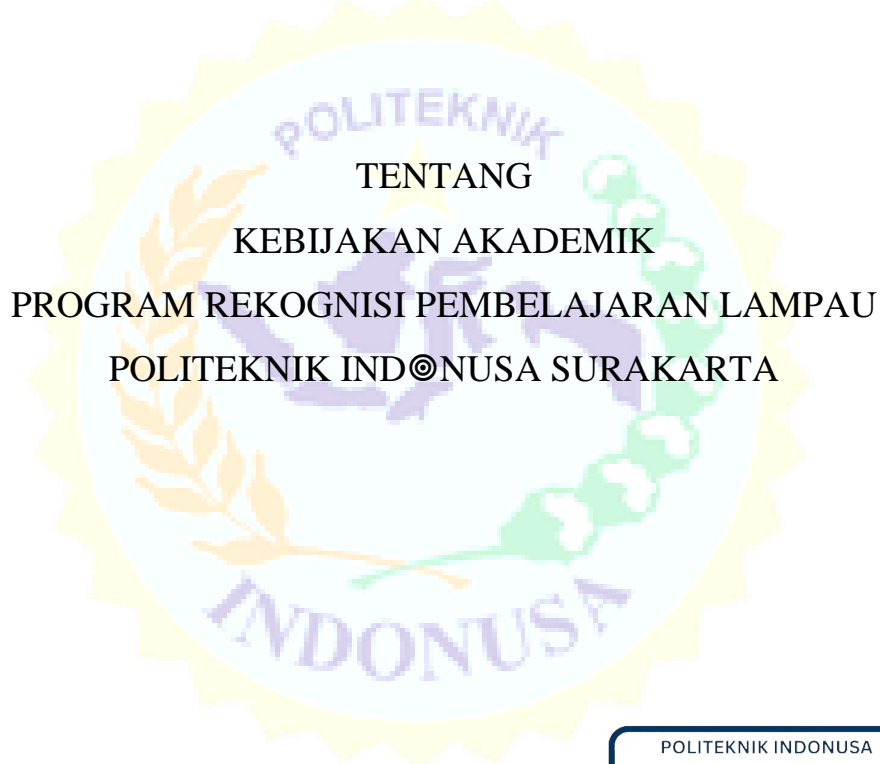 POLITEKNIK
TENTANG
KEBIJAKAN AKADEMIK
PROGRAM REKOGNISI PEMBELAJARAN LAMPAU
POLITEKNIK IND◎NUSA SURAKARTA
INDONUSA
POLITEKNIK INDONUSA